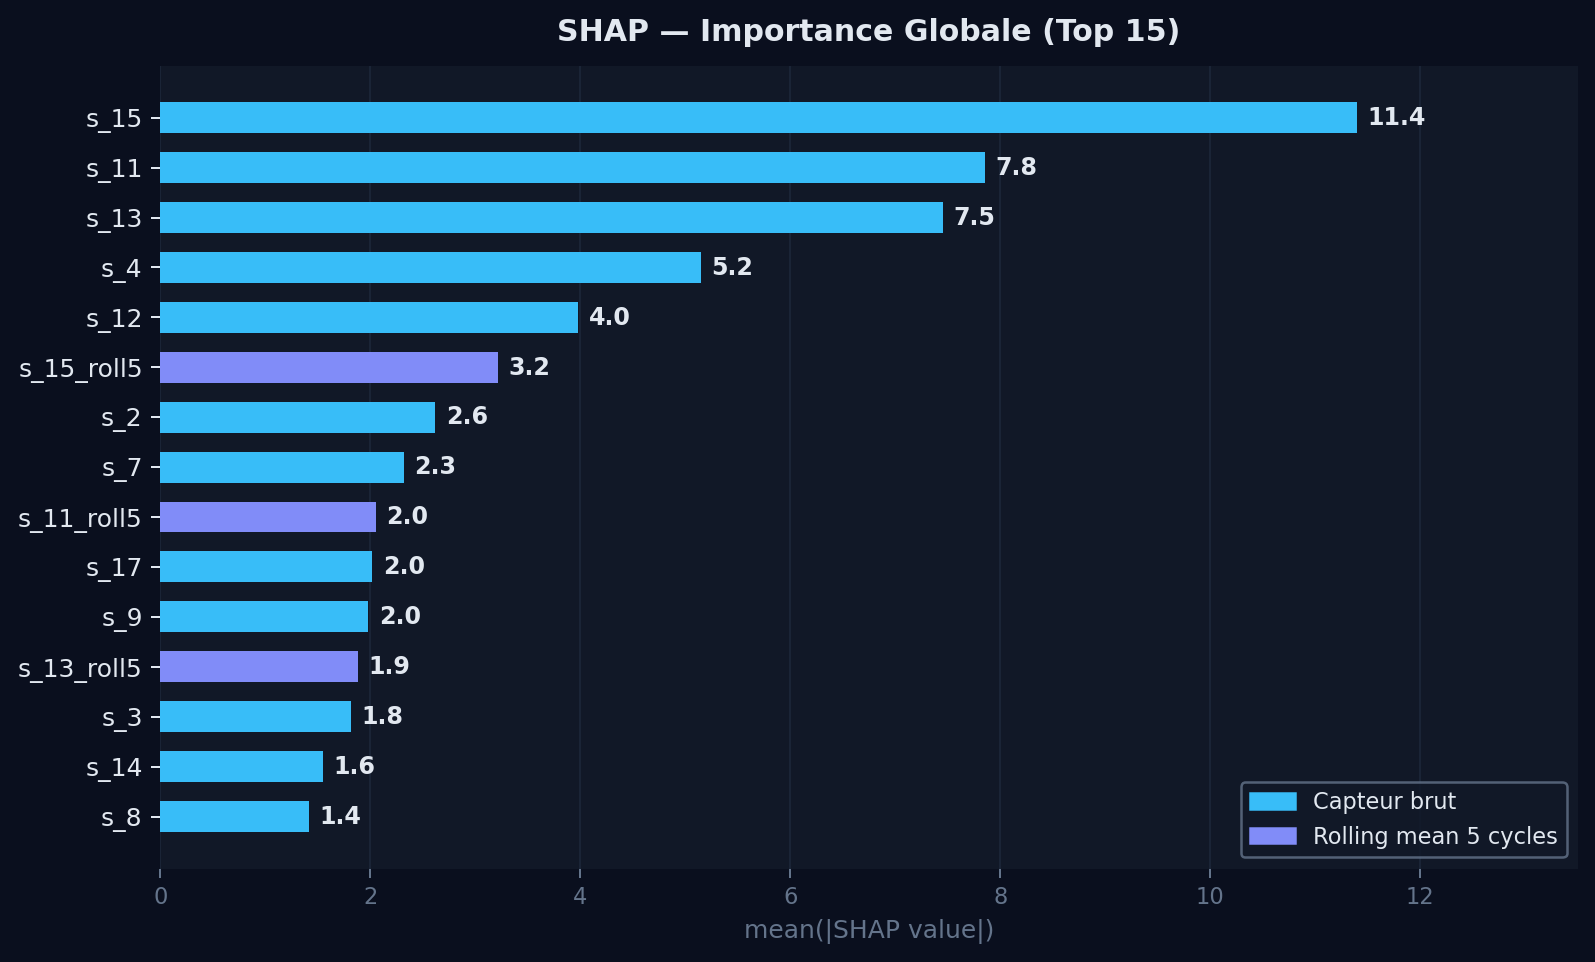 SHAP — Importance Globale (Top 15)
s_15 11.4
s_11 7.8
s_13 7.5
s_4 5.2
s_12 4.0
s_15_roll5 3.2
s_2 2.6
s_7 2.3
s_11_roll5 2.0
s_17 2.0
s_9 2.0
s_13_roll5 1.9
s_3 1.8
s_14 1.6
s_8 1.4
Capteur brut
Rolling mean 5 cycles
0 2 4 6 8 10 12
mean(|SHAP value|)